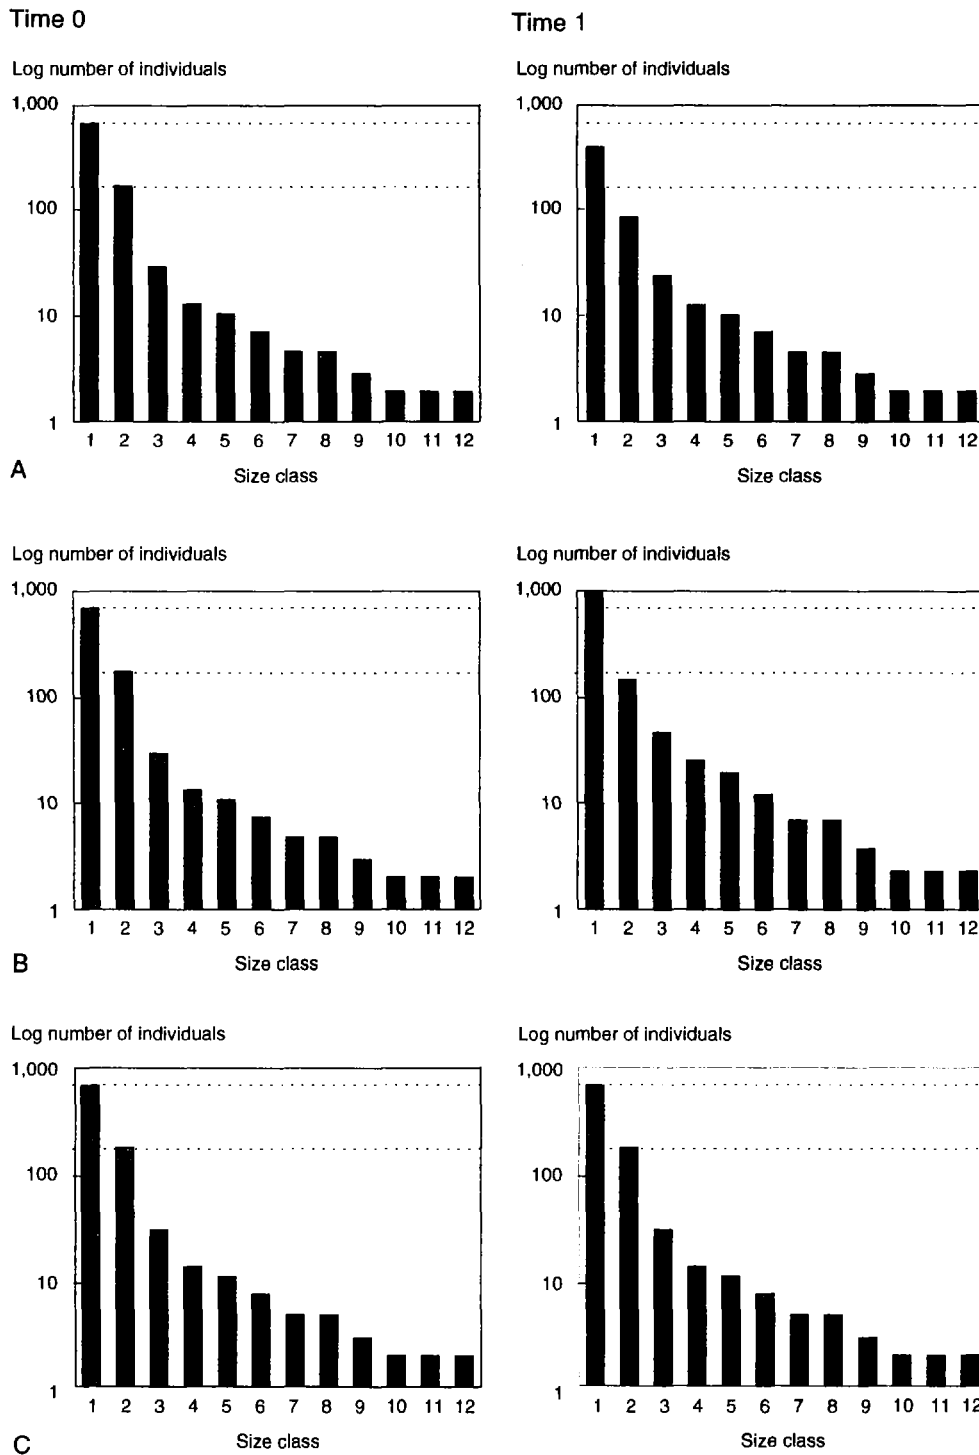 Time 0
Time 1
Log number of individuals
Log number of individuals
1,000
100
10
1
1 2 3 4 5 6 7 8 9 10 11 12
Size class
1,000
100
10
1
1 2 3 4 5 6 7 8 9 10 11 12
Size class
A
Log number of individuals
Log number of individuals
1,000
100
10
1
1 2 3 4 5 6 7 8 9 10 11 12
Size class
1,000
100
10
1
1 2 3 4 5 6 7 8 9 10 11 12
Size class
B
Log number of individuals
Log number of individuals
1,000
100
10
1
1 2 3 4 5 6 7 8 9 10 11 12
Size class
1,000
100
10
1
1 2 3 4 5 6 7 8 9 10 11 12
Size class
C